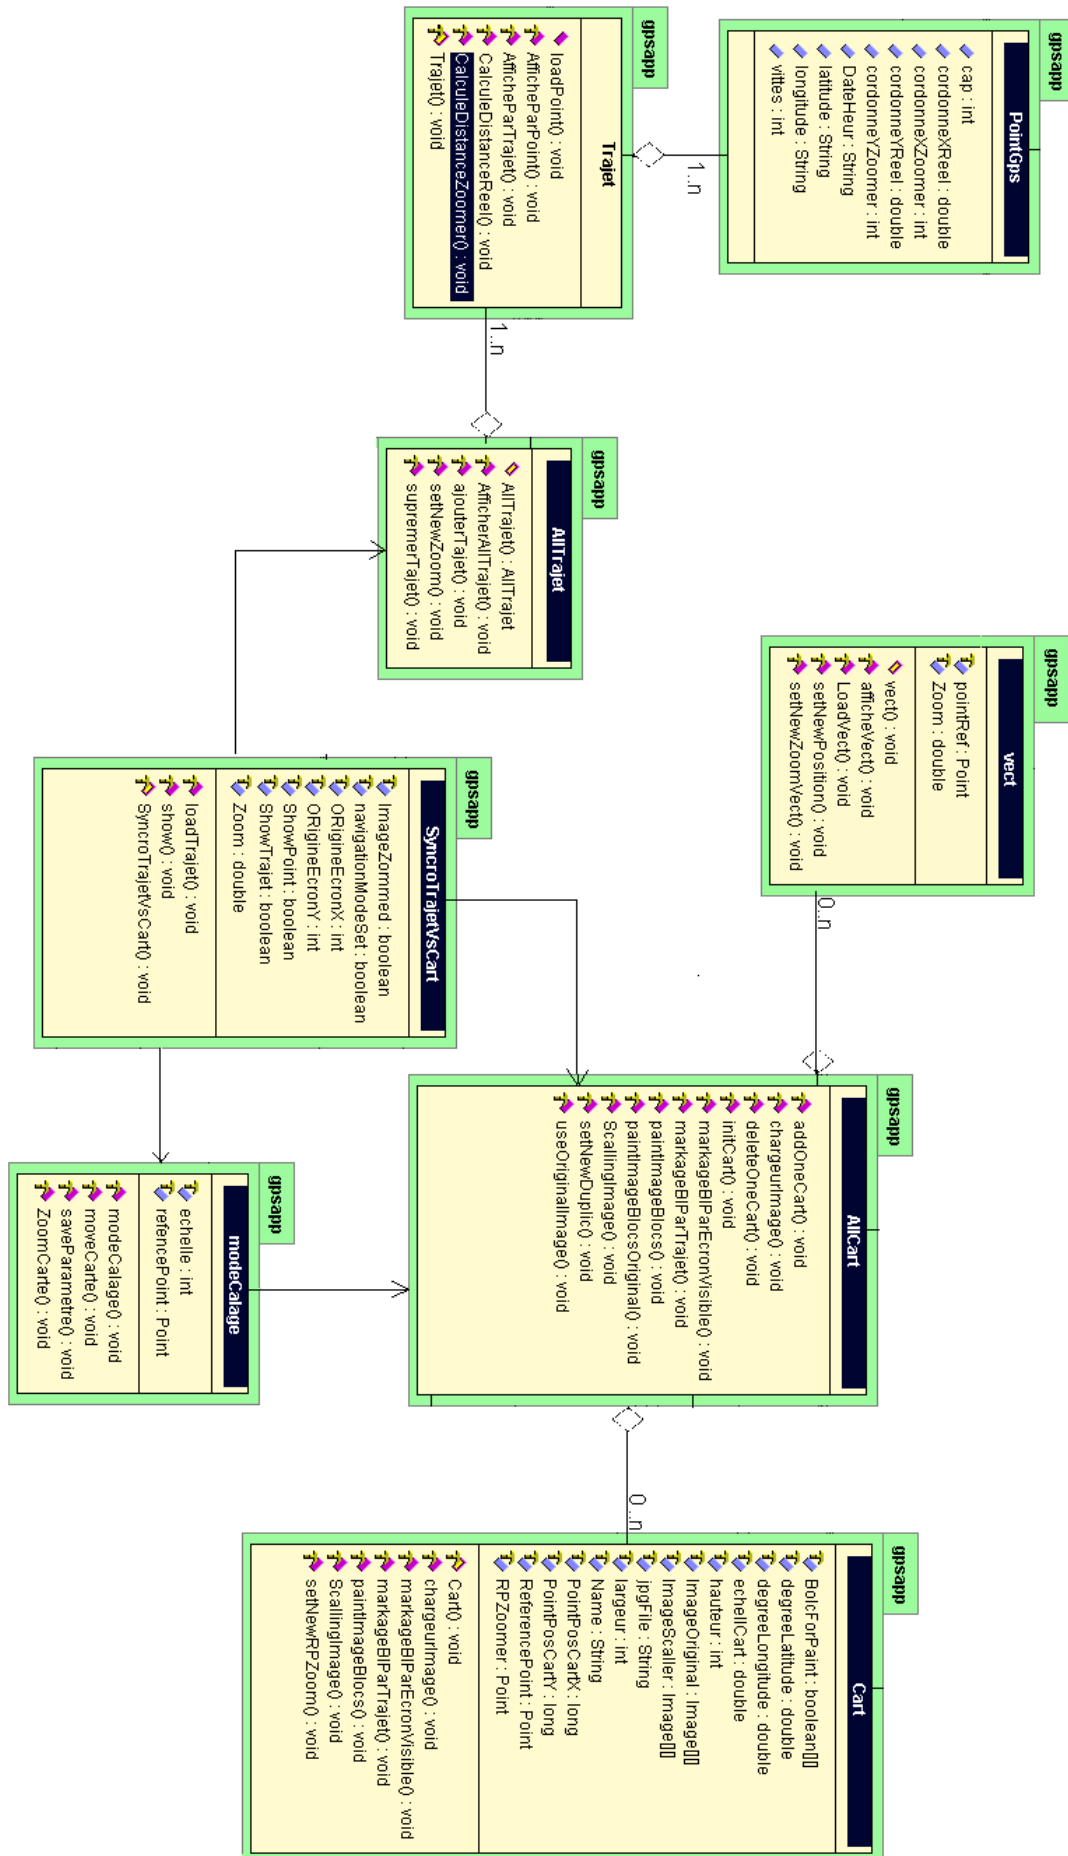 gpsapp
PointGps
cap : int
cordonneXReel : double
cordonneXZoomer : int
cordonneYReel : double
cordonneYZoomer : int
DateHeur : String
latitude : String
longitude : String
vittes : int
1..n
gpsapp
Trajet
loadPoint() : void
AfficheParPoint() : void
AfficheParTrajet() : void
CalculeDistanceReel() : void
CalculeDistanceZoomer() : void
Trajet() : void
1..n
gpsapp
AllTrajet
AllTrajet() : AllTrajet
AfficherAllTrajet() : void
ajouterTajet() : void
setNewZoom() : void
supremerTajet() : void
gpsapp
vect
pointRef : Point
Zoom : double
vect() : void
afficheVect() : void
LoadVect() : void
setNewPosition() : void
setNewZoomVect() : void
0..n
gpsapp
SyncroTrajetVsCart
ImageZommed : boolean
navigationModeSet : boolean
ORigineEcronX : int
ORigineEcronY : int
ShowPoint : boolean
ShowTrajet : boolean
Zoom : double
loadTrajet() : void
show() : void
SyncroTrajetVsCart() : void
gpsapp
AllCart
addOneCart() : void
chargeurImage() : void
deleteOneCart() : void
initCart() : void
markageBlParEcronVisible() : void
markageBlParTrajet() : void
paintImageBlocs() : void
paintImageBlocsOriginal() : void
ScallingImage() : void
setNewDuplic() : void
useOriginalImage() : void
gpsapp
modeCalage
echelle : int
refencePoint : Point
modeCalage() : void
moveCarte() : void
saveParametre() : void
ZoomCarte() : void
0..n
gpsapp
Cart
BolcForPaint : boolean[][]
degreeLatitude : double
degreeLongitude : double
echellCart : double
hauteur : int
ImageOriginal : Image[][]
ImageScaller : Image[][]
jpgFile : String
largeur : int
Name : String
PointPosCartX : long
PointPosCartY : long
ReferencePoint : Point
RPZoomer : Point
Cart() : void
chargeurImage() : void
markageBlParEcronVisible() : void
markageBlParTrajet() : void
paintImageBlocs() : void
ScallingImage() : void
setNewRPZoom() : void